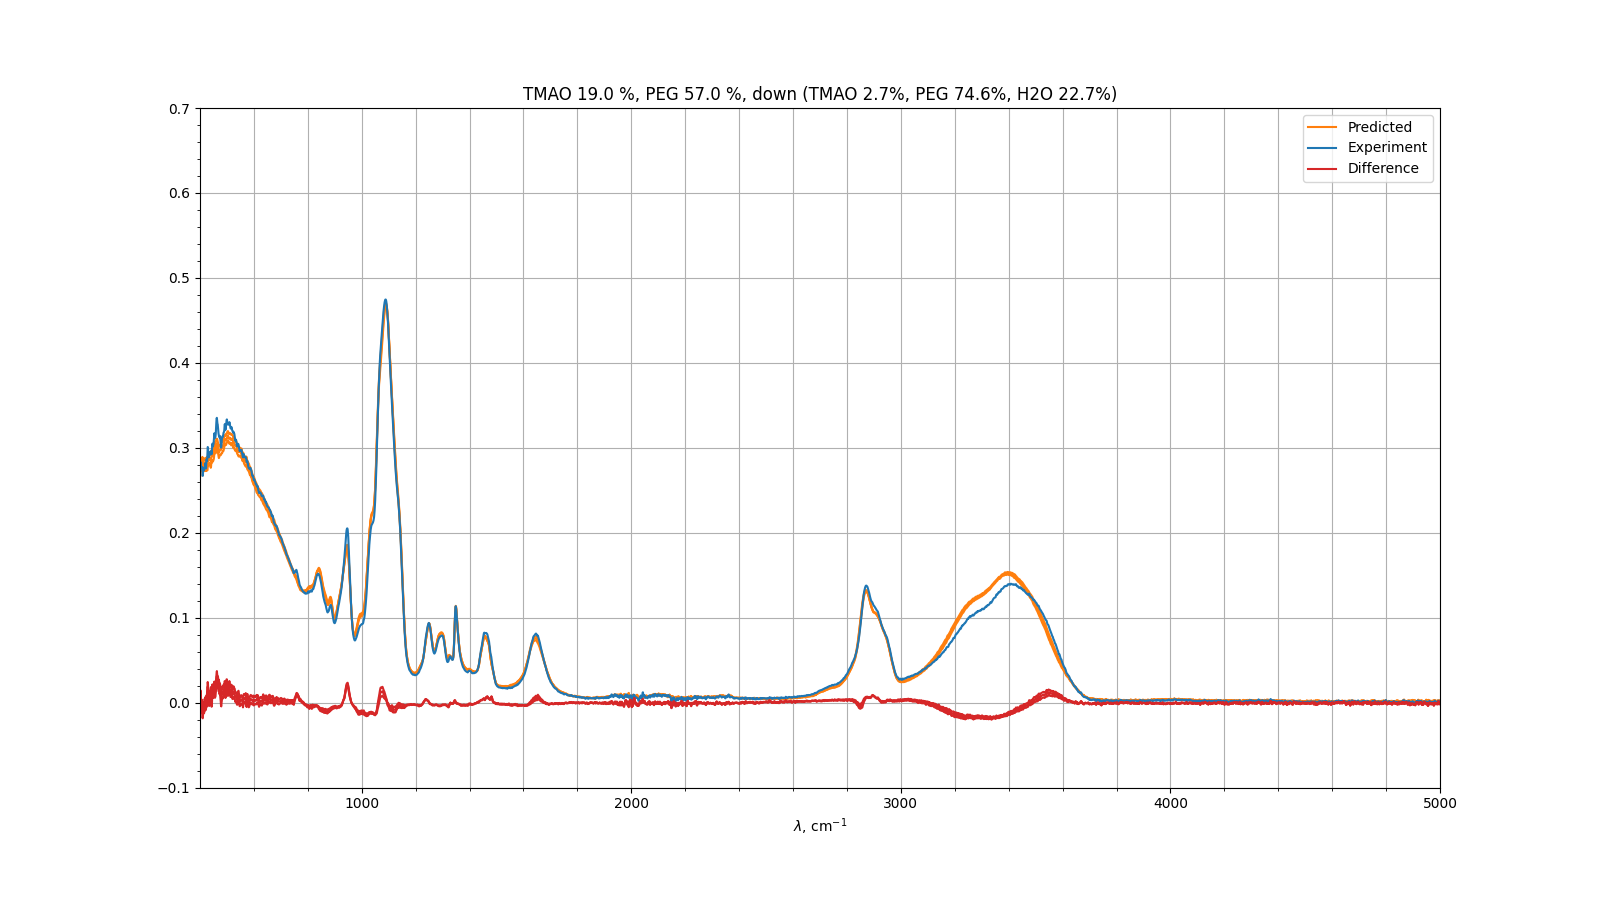 TMAO 19.0 %, PEG 57.0 %, down (TMAO 2.7%, PEG 74.6%, H2O 22.7%)
Predicted
Experiment
Difference
0.7
0.6
0.5
0.4
0.3
0.2
0.1
0.0
−0.1
1000 2000 3000 4000 5000
λ, cm⁻¹